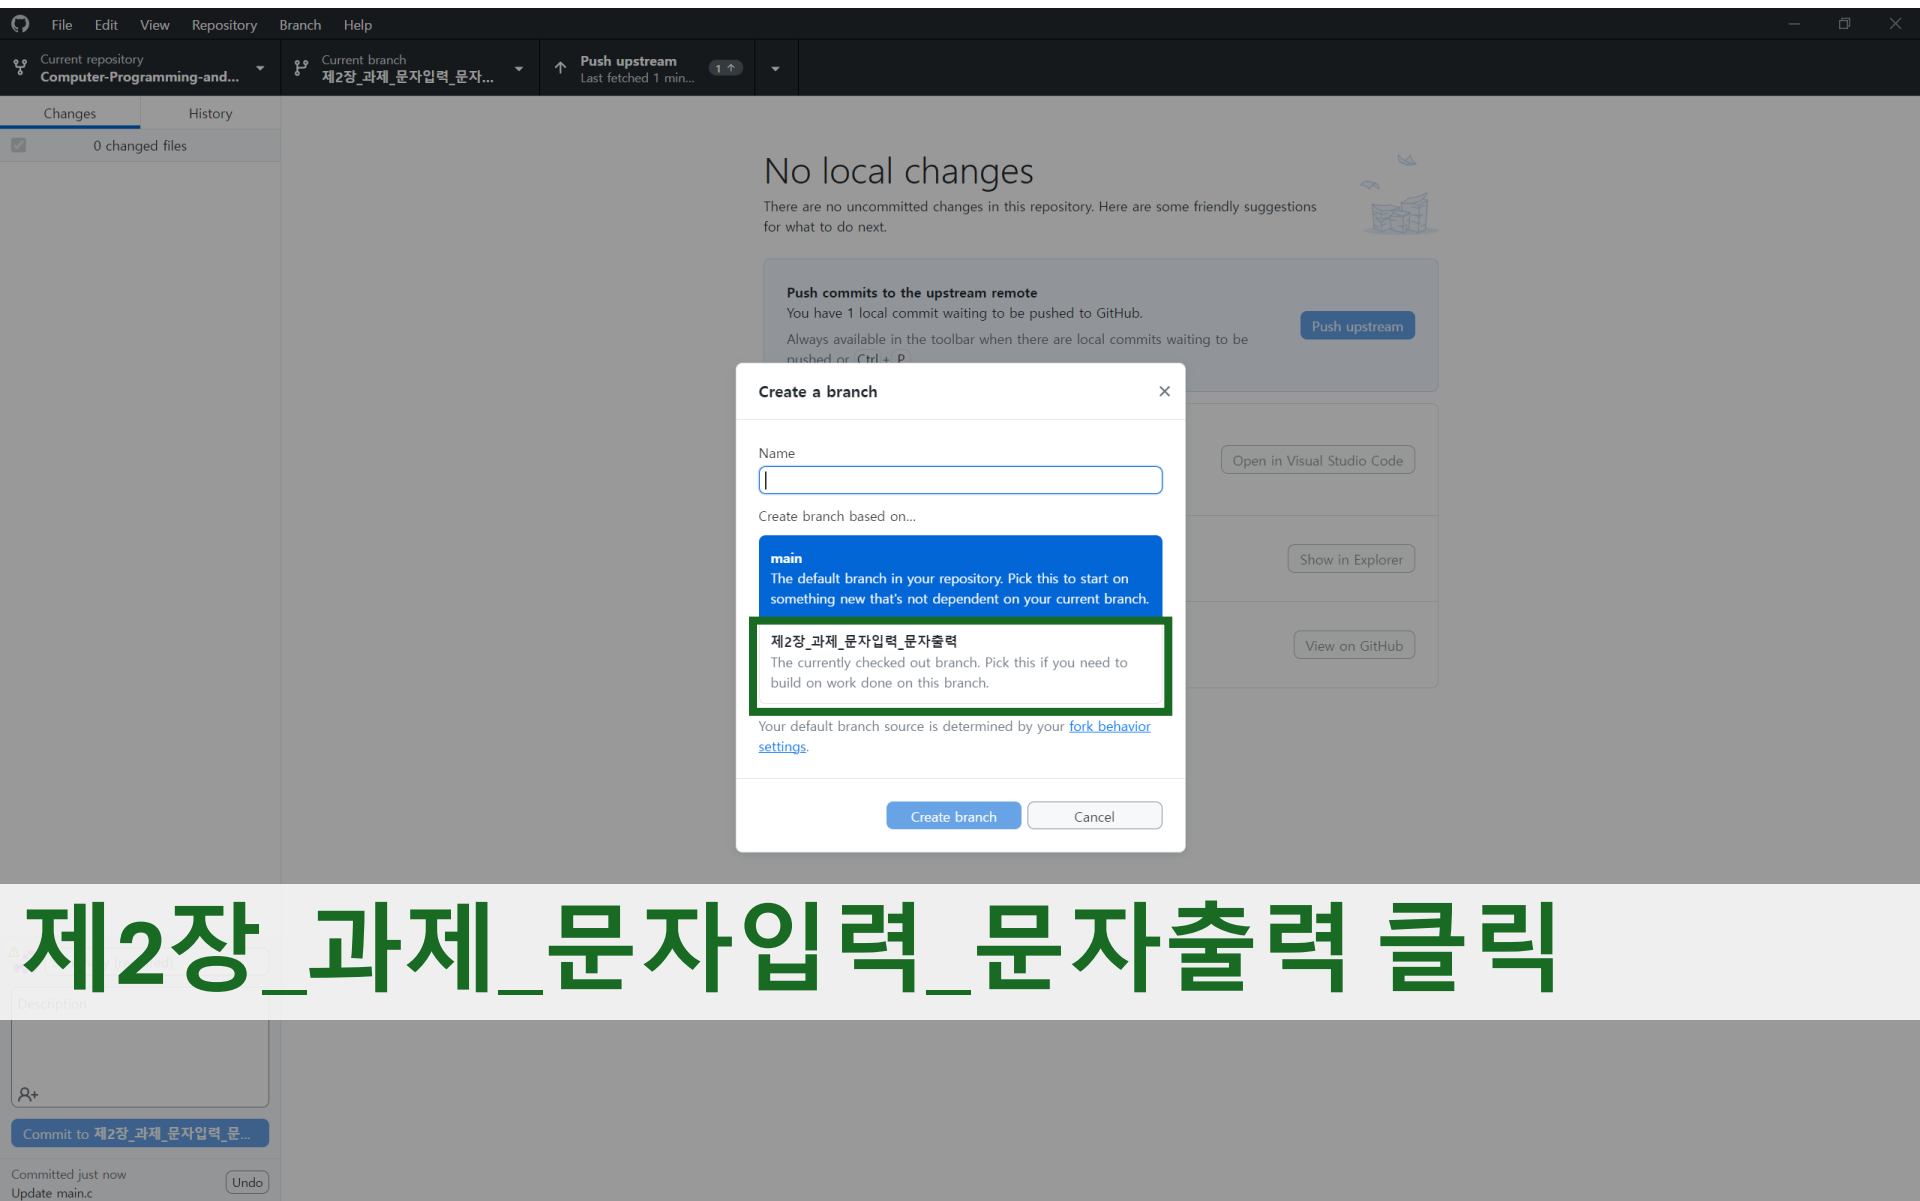 File Edit View Repository Branch Help
Current repository
Computer-Programming-and...
Current branch
제2장_과제_문자입력_문자...
Push upstream
Last fetched 1 min...
1
Changes History
0 changed files
No local changes
There are no uncommitted changes in this repository. Here are some friendly suggestions
for what to do next.
Push commits to the upstream remote
You have 1 local commit waiting to be pushed to GitHub.
Always available in the toolbar when there are local commits waiting to be
pushed or Ctrl + P
Push upstream
Open in Visual Studio Code
Show in Explorer
View on GitHub
Create a branch
Name
Create branch based on...
main
The default branch in your repository. Pick this to start on
something new that's not dependent on your current branch.
제2장_과제_문자입력_문자출력
The currently checked out branch. Pick this if you need to
build on work done on this branch.
Your default branch source is determined by your fork behavior
settings.
Create branch Cancel
제2장_과제_문자입력_문자출력 클릭
Description
Commit to 제2장_과제_문자입력_문...
Committed just now
Update main.c
Undo